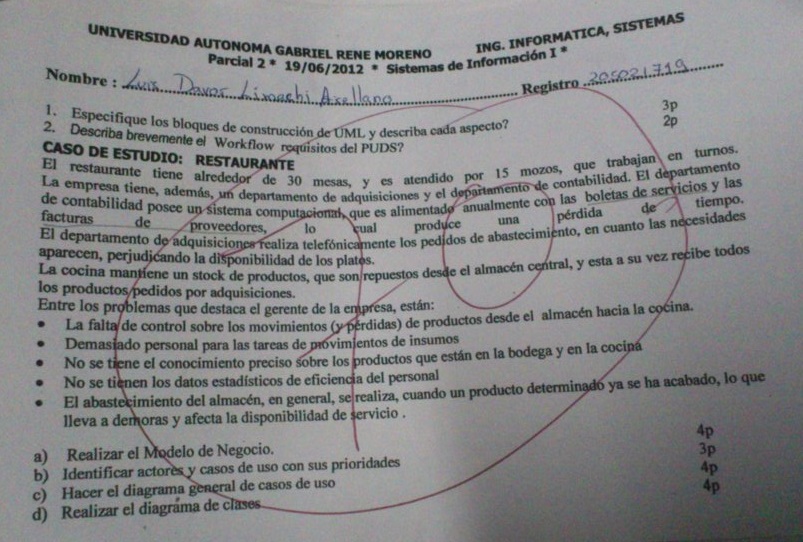 UNIVERSIDAD AUTONOMA GABRIEL RENE MORENO ING. INFORMATICA, SISTEMAS
Parcial 2 * 19/06/2012 * Sistemas de Información I *
Nombre : Luis Registro
1. Especifique los bloques de construcción de UML y describa cada aspecto? 3p
2. Describa brevemente el Workflow requisitos del PUDS? 2p
CASO DE ESTUDIO: RESTAURANTE
El restaurante tiene alrededor de 30 mesas, y es atendido por 15 mozos, que trabajan en turnos.
La empresa tiene, además, un departamento de adquisiciones y el departamento de contabilidad. El departamento
de contabilidad posee un sistema computacional, que es alimentado anualmente con las boletas de servicios y las
facturas de proveedores, lo cual produce una pérdida de tiempo.
El departamento de adquisiciones realiza telefónicamente los pedidos de abastecimiento, en cuanto las necesidades
aparecen, perjudicando la disponibilidad de los platos.
La cocina mantiene un stock de productos, que son repuestos desde el almacén central, y esta a su vez recibe todos
los productos pedidos por adquisiciones.
Entre los problemas que destaca el gerente de la empresa, están:
• La falta de control sobre los movimientos (y pérdidas) de productos desde el almacén hacia la cocina.
• Demasiado personal para las tareas de movimientos de insumos
• No se tiene el conocimiento preciso sobre los productos que están en la bodega y en la cocina
• No se tienen los datos estadísticos de eficiencia del personal
• El abastecimiento del almacén, en general, se realiza, cuando un producto determinado ya se ha acabado, lo que
lleva a demoras y afecta la disponibilidad de servicio .
a) Realizar el Modelo de Negocio. 4p
b) Identificar actores y casos de uso con sus prioridades 3p
c) Hacer el diagrama general de casos de uso 4p
d) Realizar el diagrama de clases 4p